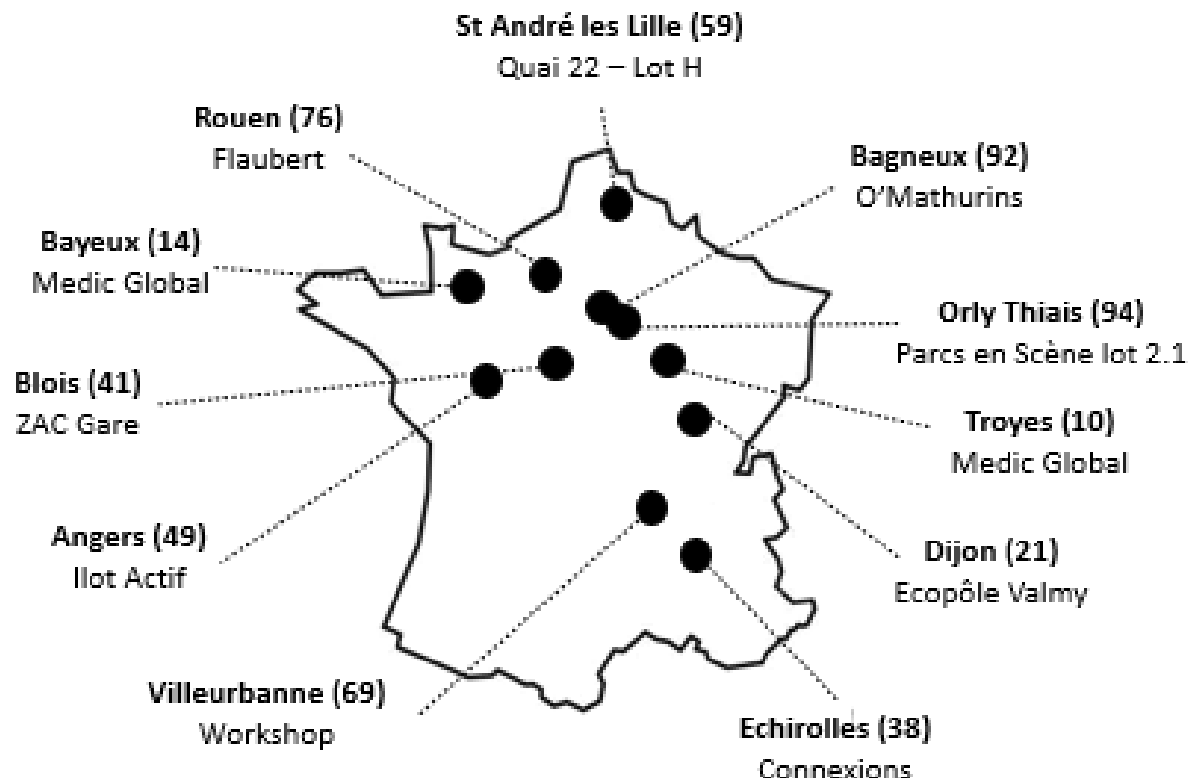 St André les Lille (59)
Quai 22 – Lot H
Rouen (76)
Flaubert
Bagneux (92)
O'Mathurins
Bayeux (14)
Medic Global
Orly Thiais (94)
Parcs en Scène lot 2.1
Blois (41)
ZAC Gare
Troyes (10)
Medic Global
Angers (49)
Ilot Actif
Dijon (21)
Ecopôle Valmy
Villeurbanne (69)
Workshop
Echirolles (38)
Connexions